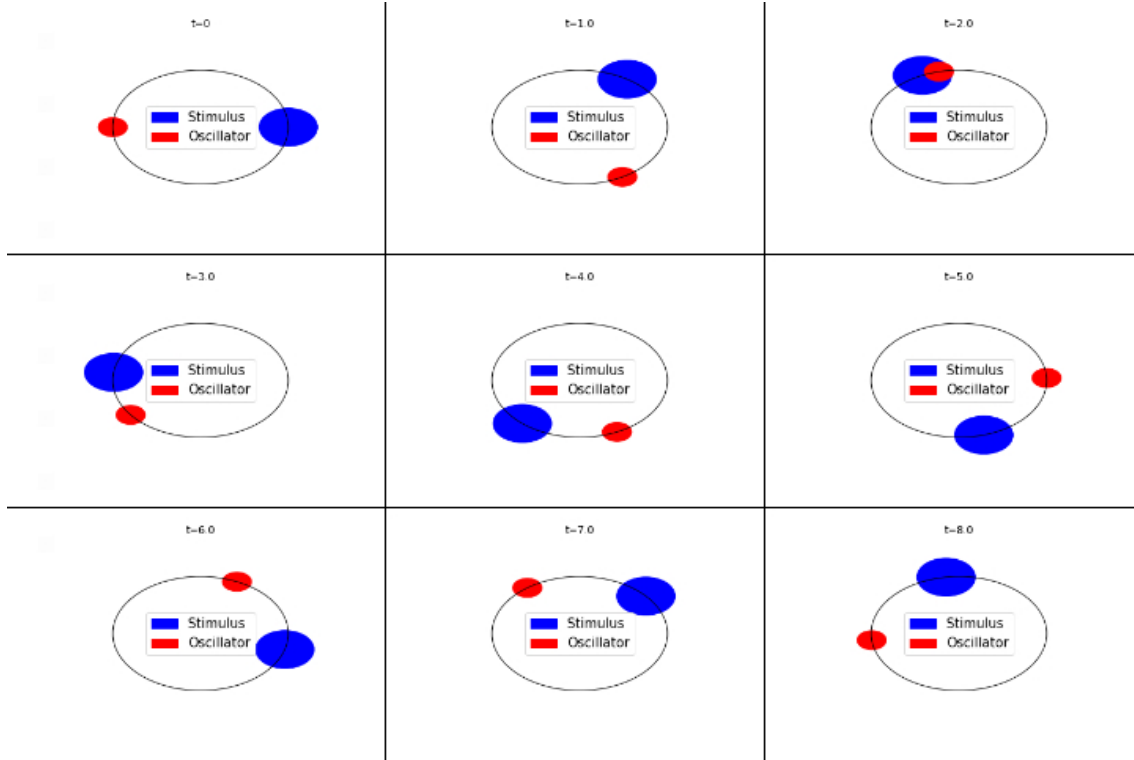 t=0
Stimulus
Oscillator
t=1.0
Stimulus
Oscillator
t=2.0
Stimulus
Oscillator
t=3.0
Stimulus
Oscillator
t=4.0
Stimulus
Oscillator
t=5.0
Stimulus
Oscillator
t=6.0
Stimulus
Oscillator
t=7.0
Stimulus
Oscillator
t=8.0
Stimulus
Oscillator